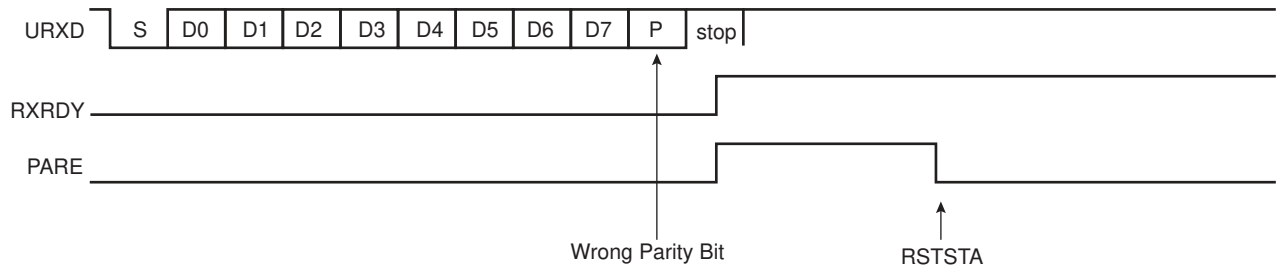 URXD S D0 D1 D2 D3 D4 D5 D6 D7 P stop
RXRDY
PARE
Wrong Parity Bit RSTSTA